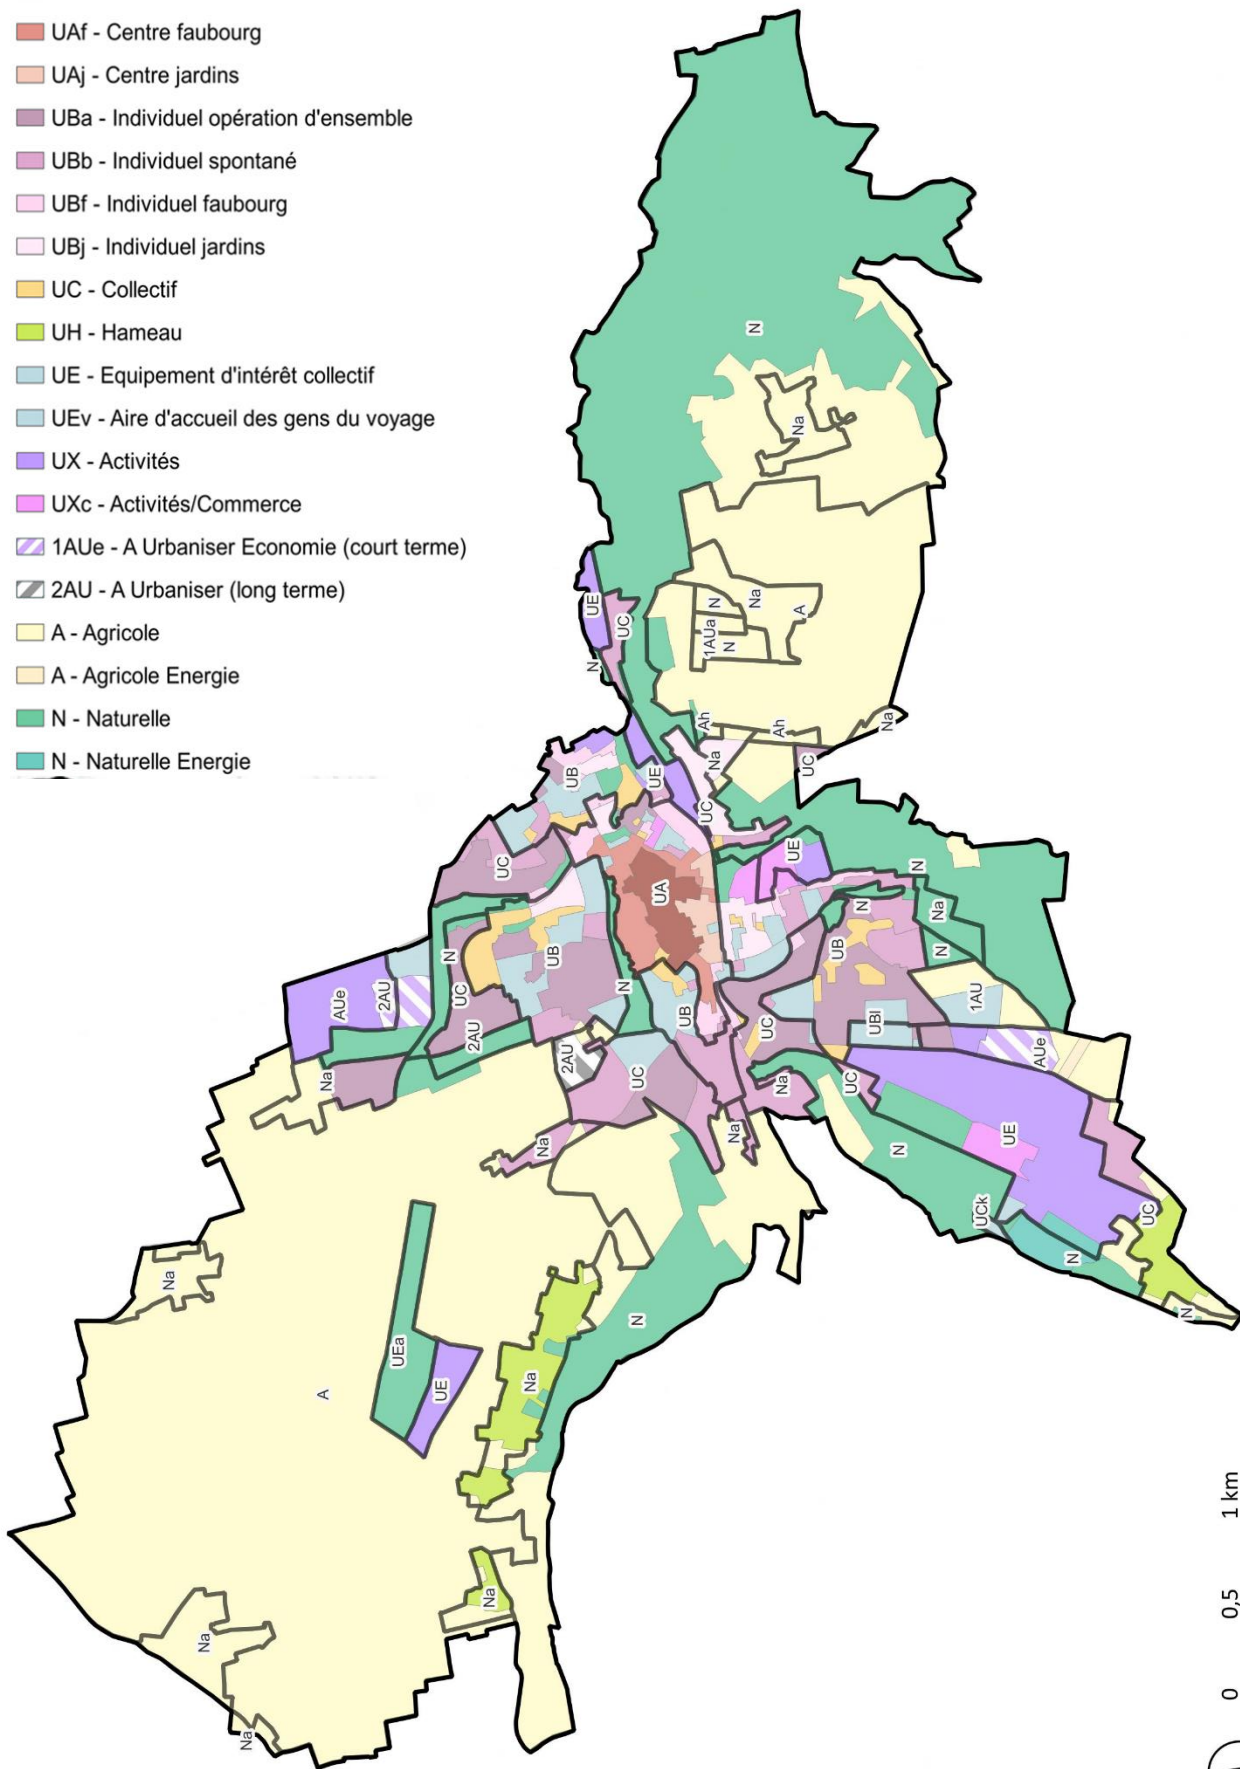 UAf - Centre faubourg
UAj - Centre jardins
UBa - Individuel opération d'ensemble
UBb - Individuel spontané
UBf - Individuel faubourg
UBj - Individuel jardins
UC - Collectif
UH - Hameau
UE - Equipement d'intérêt collectif
UEv - Aire d'accueil des gens du voyage
UX - Activités
UXc - Activités/Commerce
1AUe - A Urbaniser Economie (court terme)
2AU - A Urbaniser (long terme)
A - Agricole
A - Agricole Energie
N - Naturelle
N - Naturelle Energie
N
Na
UE
UC
N
N
Na
1AUa
N
A
Ah
Ah
Na
Na
UC
UB
UE
UC
UC
UA
UE
N
Na
N
N
UB
UB
N
UC
N
UB
AUe
2AU
2AU
2AU
UC
UC
UBI
1AU
AUe
Na
Na
Na
Na
UC
N
UE
UCk
N
UC
N
Na
UEa
UE
A
Na
N
Na
Na
Na
0
0,5
1 km